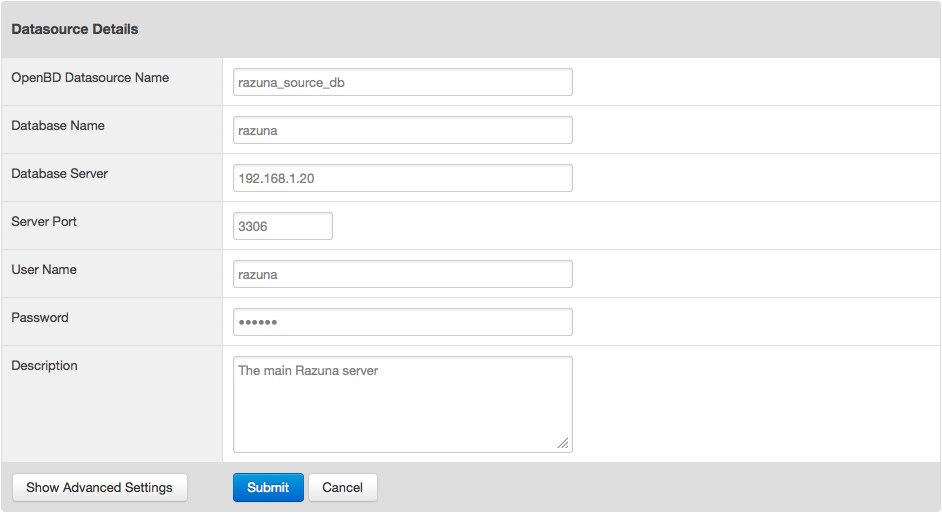 Datasource Details
OpenBD Datasource Name
razuna_source_db
Database Name
razuna
Database Server
192.168.1.20
Server Port
3306
User Name
razuna
Password
••••••
Description
The main Razuna server
Show Advanced Settings
Submit
Cancel